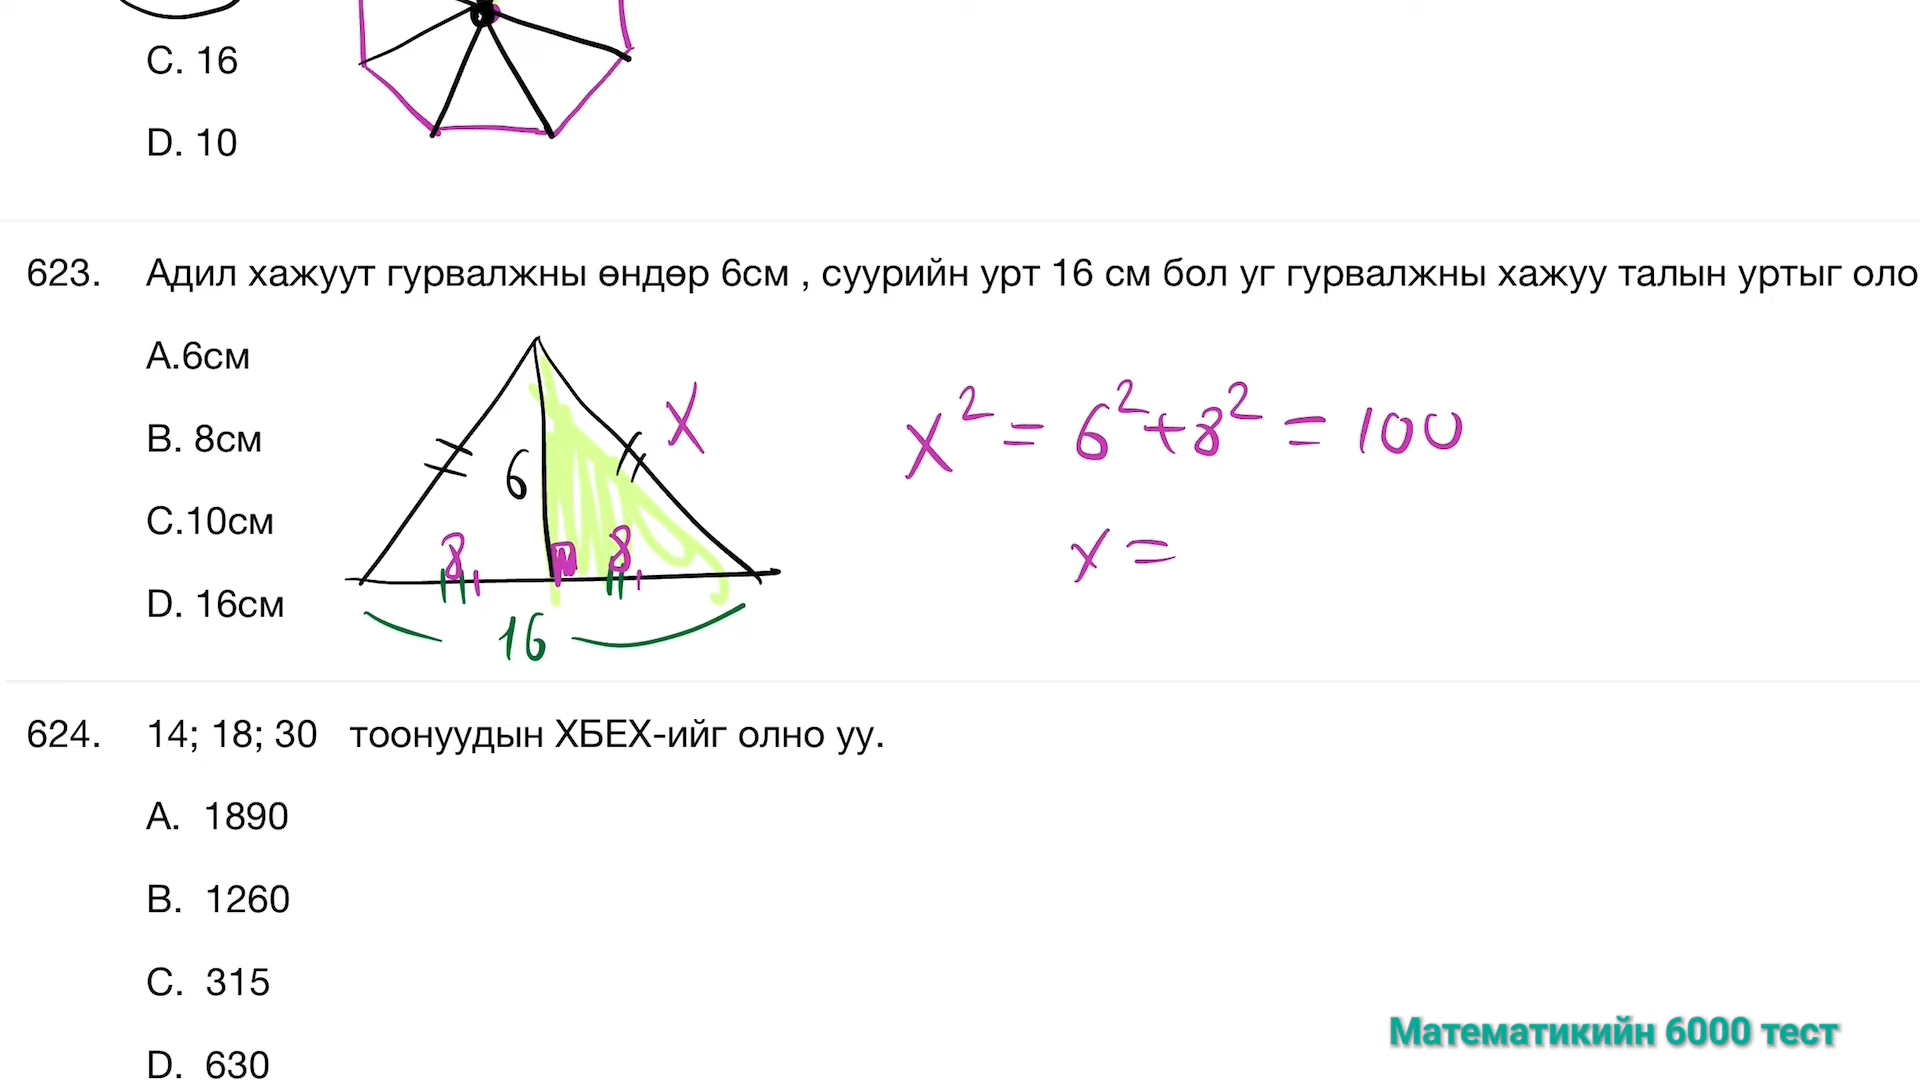 C. 16
D. 10
623. Адил хажуут гурвалжны өндөр 6см , суурийн урт 16 см бол уг гурвалжны хажуу талын уртыг оло
A.6см
B. 8см
C.10см
D. 16см
X
6
8
8
16
x² = 6²+8² = 100
x =
624. 14; 18; 30 тоонуудын ХБЕХ-ийг олно уу.
A. 1890
B. 1260
C. 315
D. 630
Математикийн 6000 тест